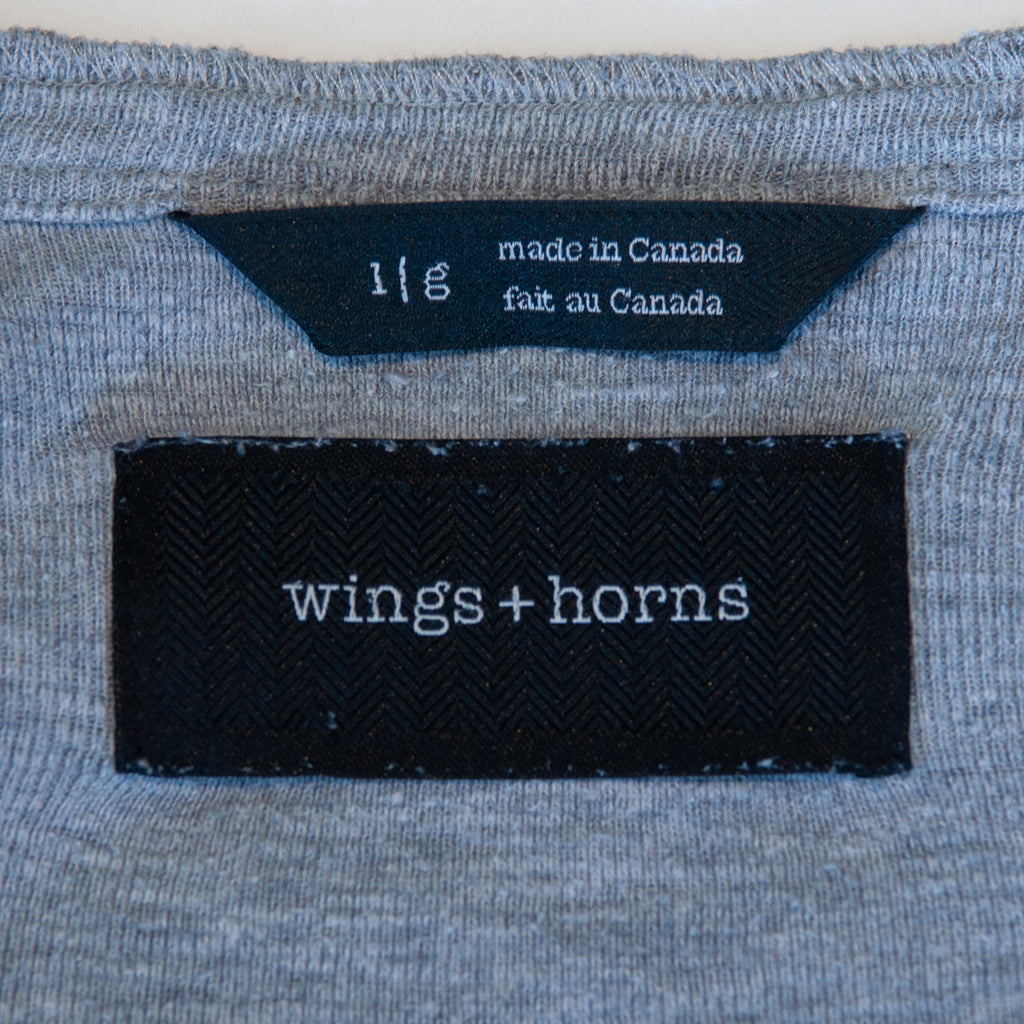 l|g
made in Canada
fait au Canada
wings+horns